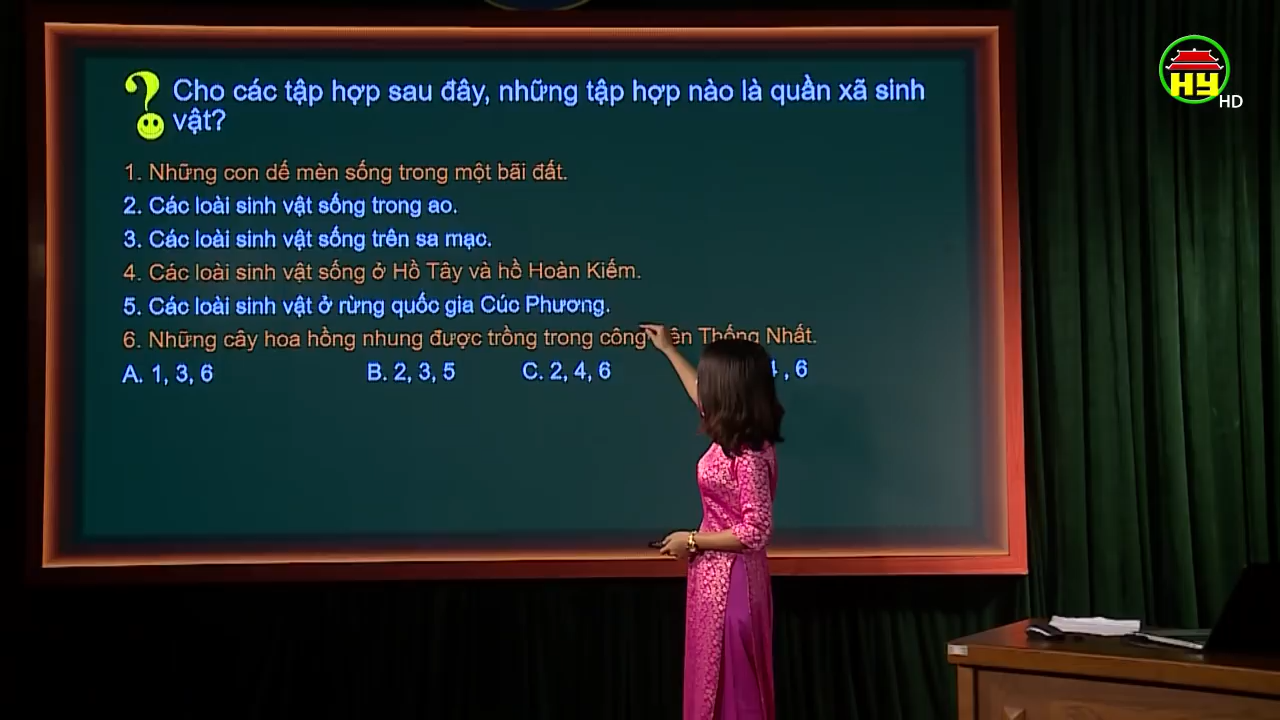 Cho các tập hợp sau đây, những tập hợp nào là quần xã sinh
vật?
1. Những con dế mèn sống trong một bãi đất.
2. Các loài sinh vật sống trong ao.
3. Các loài sinh vật sống trên sa mạc.
4. Các loài sinh vật sống ở Hồ Tây và hồ Hoàn Kiếm.
5. Các loài sinh vật ở rừng quốc gia Cúc Phương.
6. Những cây hoa hồng nhung được trồng trong công Thống Nhất.
A. 1, 3, 6 B. 2, 3, 5 C. 2, 4, 6 4 , 6
HY
HD